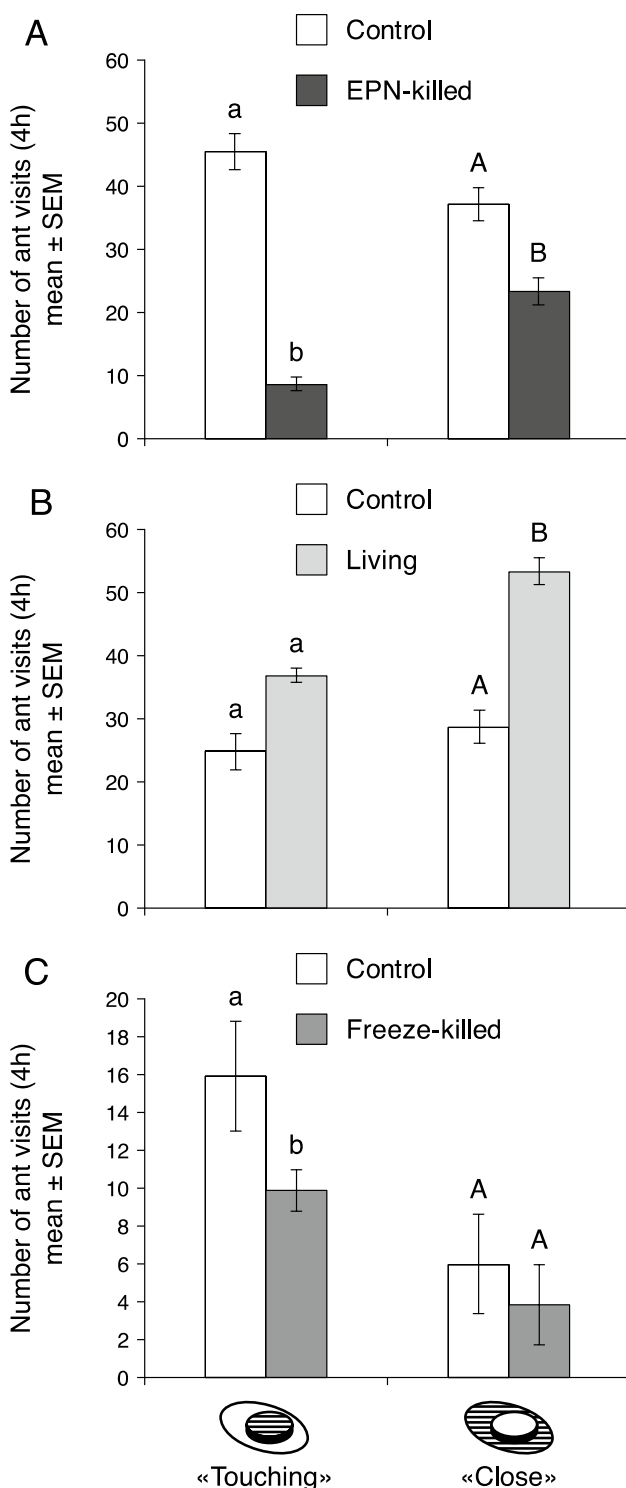 A
Control
EPN-killed
Number of ant visits (4h)
mean ± SEM
60
50
40
30
20
10
0
a
b
A
B
B
Control
Living
Number of ant visits (4h)
mean ± SEM
60
50
40
30
20
10
0
a
a
A
B
C
Control
Freeze-killed
Number of ant visits (4h)
mean ± SEM
20
18
16
14
12
10
8
6
4
2
0
a
b
A
A
«Touching»
«Close»